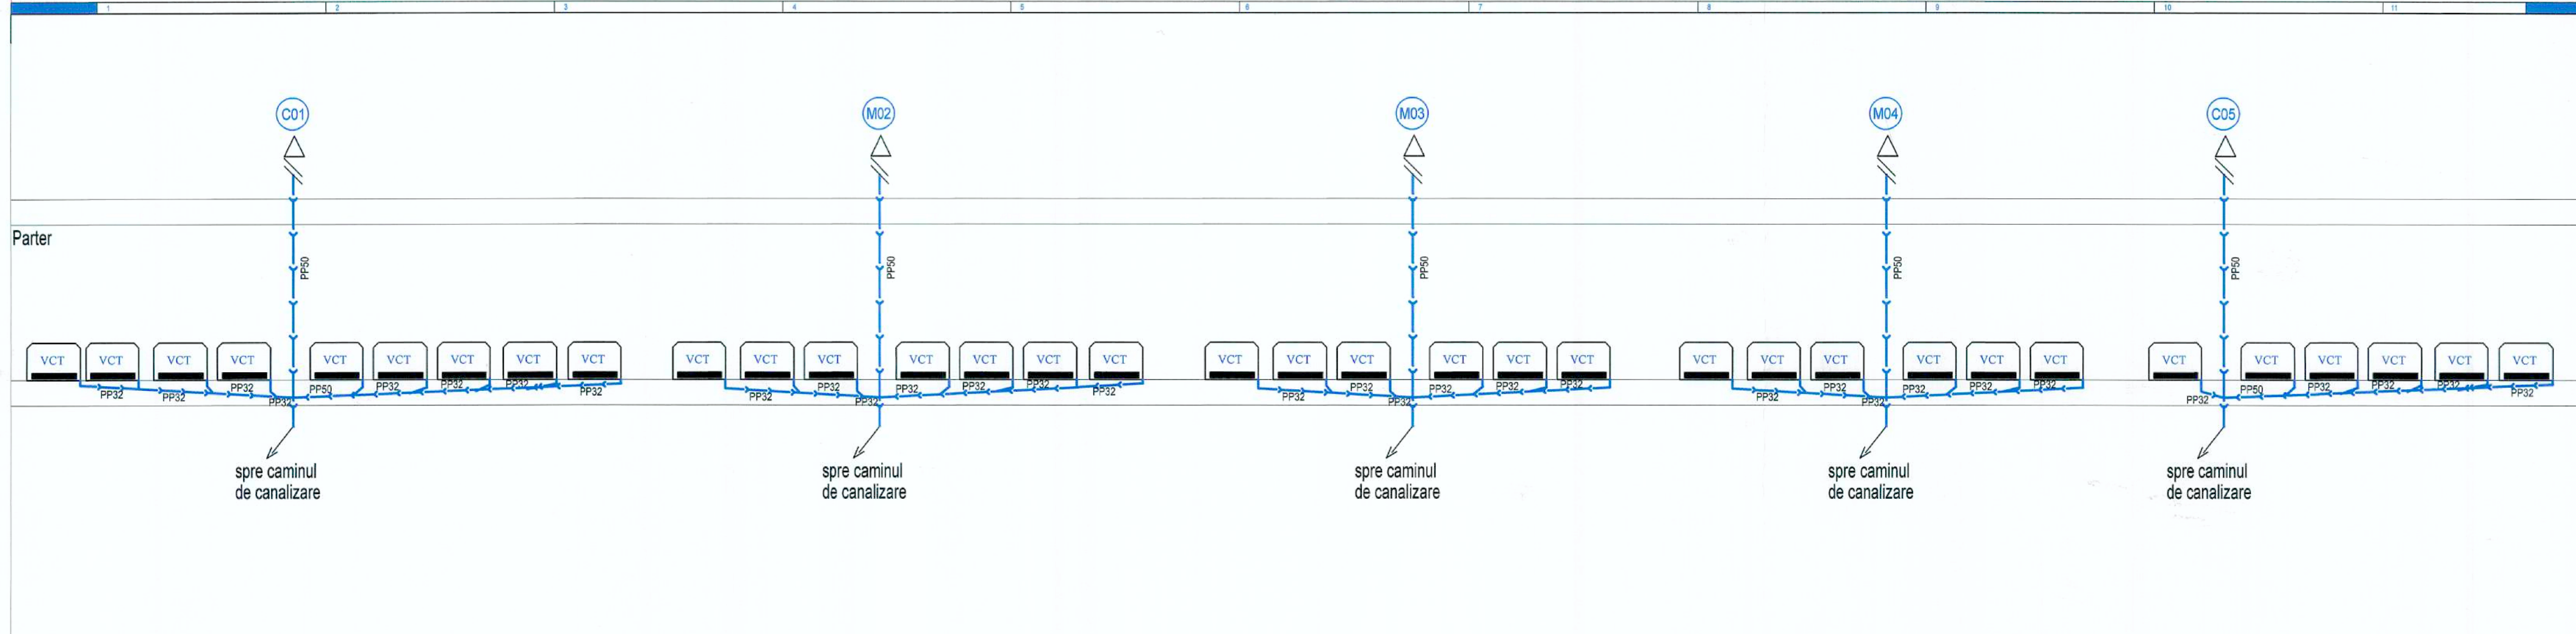 1 2 3 4 5 6 7 8 9 10 11
C01 M02 M03 M04 C05
Parter
PP50 PP50 PP50 PP50 PP50
VCT VCT VCT VCT VCT VCT VCT VCT VCT VCT VCT VCT VCT VCT VCT VCT VCT VCT VCT VCT VCT VCT VCT VCT VCT VCT VCT VCT VCT VCT VCT VCT VCT VCT
PP32 PP32 PP32 PP32 PP50 PP32 PP32 PP32 PP32
PP32 PP32 PP32 PP32 PP32 PP32 PP32
PP32 PP32 PP32 PP32 PP32 PP32
PP32 PP32 PP32 PP32 PP32 PP32
PP32 PP50 PP32 PP32 PP32 PP32
spre caminul
de canalizare
spre caminul
de canalizare
spre caminul
de canalizare
spre caminul
de canalizare
spre caminul
de canalizare